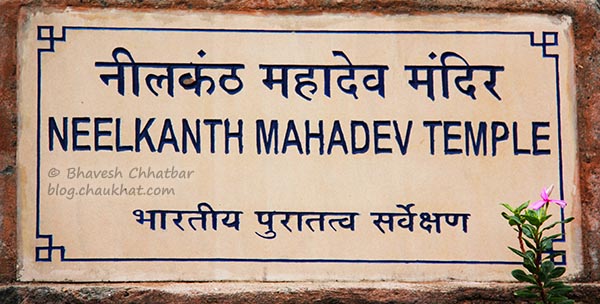 नीलकंठ महादेव मंदिर
NEELKANTH MAHADEV TEMPLE
© Bhavesh Chhatbar
blog.chaukhat.com
भारतीय पुरातत्व सर्वेक्षण